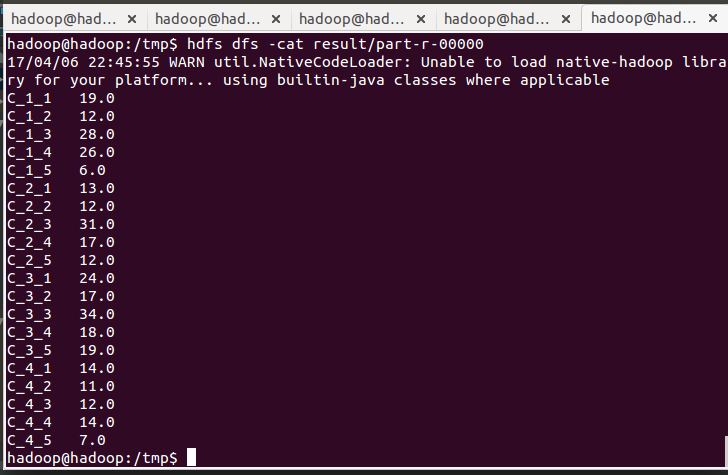 hadoop@had... × hadoop@had... × hadoop@had... × hadoop@had... × hadoop@had... ×
hadoop@hadoop:/tmp$ hdfs dfs -cat result/part-r-00000
17/04/06 22:45:55 WARN util.NativeCodeLoader: Unable to load native-hadoop libra
ry for your platform... using builtin-java classes where applicable
C_1_1 19.0
C_1_2 12.0
C_1_3 28.0
C_1_4 26.0
C_1_5 6.0
C_2_1 13.0
C_2_2 12.0
C_2_3 31.0
C_2_4 17.0
C_2_5 12.0
C_3_1 24.0
C_3_2 17.0
C_3_3 34.0
C_3_4 18.0
C_3_5 19.0
C_4_1 14.0
C_4_2 11.0
C_4_3 12.0
C_4_4 14.0
C_4_5 7.0
hadoop@hadoop:/tmp$